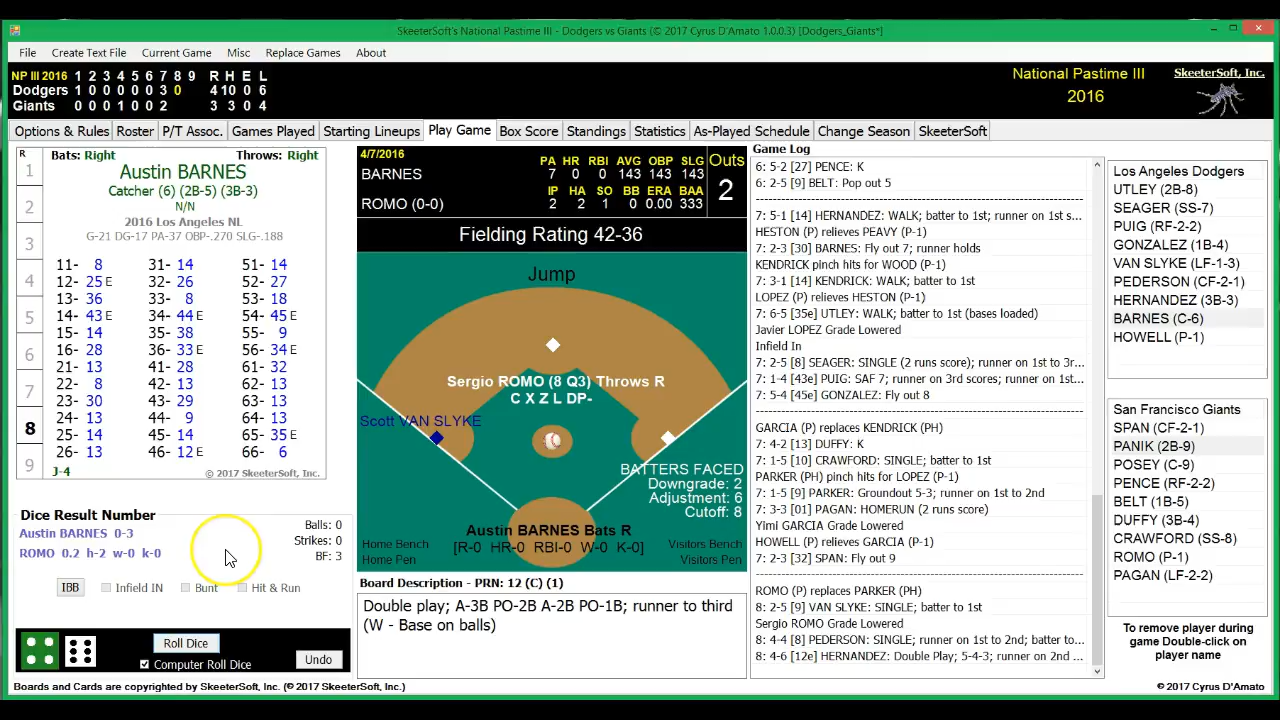 SkeeterSoft's National Pastime III - Dodgers vs Giants (© 2017 Cyrus D'Amato 1.0.0.3) [Dodgers_Giants*]
File Create Text File Current Game Misc Replace Games About
NP III 2016 1 2 3 4 5 6 7 8 9 R H E L
Dodgers 1 0 0 0 0 0 3 0 4 10 0 6
Giants 0 0 0 1 0 0 2 3 3 0 4
National Pastime III
2016
SkeeterSoft, Inc.
Options & Rules Roster P/T Assoc. Games Played Starting Lineups Play Game Box Score Standings Statistics As-Played Schedule Change Season SkeeterSoft
R
1
2
3
4
5
6
7
8
9
Bats: Right Throws: Right
Austin BARNES
Catcher (6) (2B-5) (3B-3)
N/N
2016 Los Angeles NL
G-21 DG-17 PA-37 OBP-.270 SLG-.188
11- 8 31- 14 51- 14
12- 25 E 32- 26 52- 27
13- 36 33- 8 53- 18
14- 43 E 34- 44 E 54- 45 E
15- 14 35- 38 55- 9
16- 28 36- 33 E 56- 34 E
21- 13 41- 28 61- 32
22- 8 42- 13 62- 13
23- 30 43- 29 63- 13
24- 13 44- 9 64- 13
25- 14 45- 14 65- 35 E
26- 13 46- 12 E 66- 6
J-4 © 2017 SkeeterSoft, Inc.
Dice Result Number
Austin BARNES 0-3
ROMO 0.2 h-2 w-0 k-0
Balls: 0
Strikes: 0
BF: 3
IBB Infield IN Bunt Hit & Run
Roll Dice
Computer Roll Dice
Undo
Boards and Cards are copyrighted by SkeeterSoft, Inc. (© 2017 SkeeterSoft, Inc.)
4/7/2016 PA HR RBI AVG OBP SLG
BARNES 7 0 0 143 143 143
IP HA SO BB ERA BAA
ROMO (0-0) 2 2 1 0 0.00 333
Outs
2
Fielding Rating 42-36
Jump
Sergio ROMO (8 Q3) Throws R
C X Z L DP-
Scott VAN SLYKE
BATTERS FACED
Downgrade: 2
Adjustment: 6
Cutoff: 8
Austin BARNES Bats R
[R-0 HR-0 RBI-0 W-0 K-0]
Home Bench
Home Pen
Visitors Bench
Visitors Pen
Board Description - PRN: 12 (C) (1)
Double play; A-3B PO-2B A-2B PO-1B; runner to third
(W - Base on balls)
Game Log
6: 5-2 [27] PENCE: K
6: 2-5 [9] BELT: Pop out 5
7: 5-1 [14] HERNANDEZ: WALK; batter to 1st; runner on 1st s...
HESTON (P) relieves PEAVY (P-1)
7: 2-3 [30] BARNES: Fly out 7; runner holds
KENDRICK pinch hits for WOOD (P-1)
7: 3-1 [14] KENDRICK: WALK; batter to 1st
LOPEZ (P) relieves HESTON (P-1)
7: 6-5 [35e] UTLEY: WALK; batter to 1st (bases loaded)
Javier LOPEZ Grade Lowered
Infield In
7: 2-5 [8] SEAGER: SINGLE (2 runs score); runner on 1st to 3r...
7: 1-4 [43e] PUIG: SAF 7; runner on 3rd scores; runner on 1st...
7: 5-4 [45e] GONZALEZ: Fly out 8
GARCIA (P) replaces KENDRICK (PH)
7: 4-2 [13] DUFFY: K
7: 1-5 [10] CRAWFORD: SINGLE; batter to 1st
PARKER (PH) pinch hits for LOPEZ (P-1)
7: 1-5 [9] PARKER: Groundout 5-3; runner on 1st to 2nd
7: 3-3 [01] PAGAN: HOMERUN (2 runs score)
Yimi GARCIA Grade Lowered
HOWELL (P) relieves GARCIA (P-1)
7: 2-3 [32] SPAN: Fly out 9
ROMO (P) replaces PARKER (PH)
8: 2-5 [9] VAN SLYKE: SINGLE; batter to 1st
Sergio ROMO Grade Lowered
8: 4-4 [8] PEDERSON: SINGLE; runner on 1st to 2nd; batter to...
8: 4-6 [12e] HERNANDEZ: Double Play; 5-4-3; runner on 2nd ...
Los Angeles Dodgers
UTLEY (2B-8)
SEAGER (SS-7)
PUIG (RF-2-2)
GONZALEZ (1B-4)
VAN SLYKE (LF-1-3)
PEDERSON (CF-2-1)
HERNANDEZ (3B-3)
BARNES (C-6)
HOWELL (P-1)
San Francisco Giants
SPAN (CF-2-1)
PANIK (2B-9)
POSEY (C-9)
PENCE (RF-2-2)
BELT (1B-5)
DUFFY (3B-4)
CRAWFORD (SS-8)
ROMO (P-1)
PAGAN (LF-2-2)
To remove player during
game Double-click on
player name
© 2017 Cyrus D'Amato